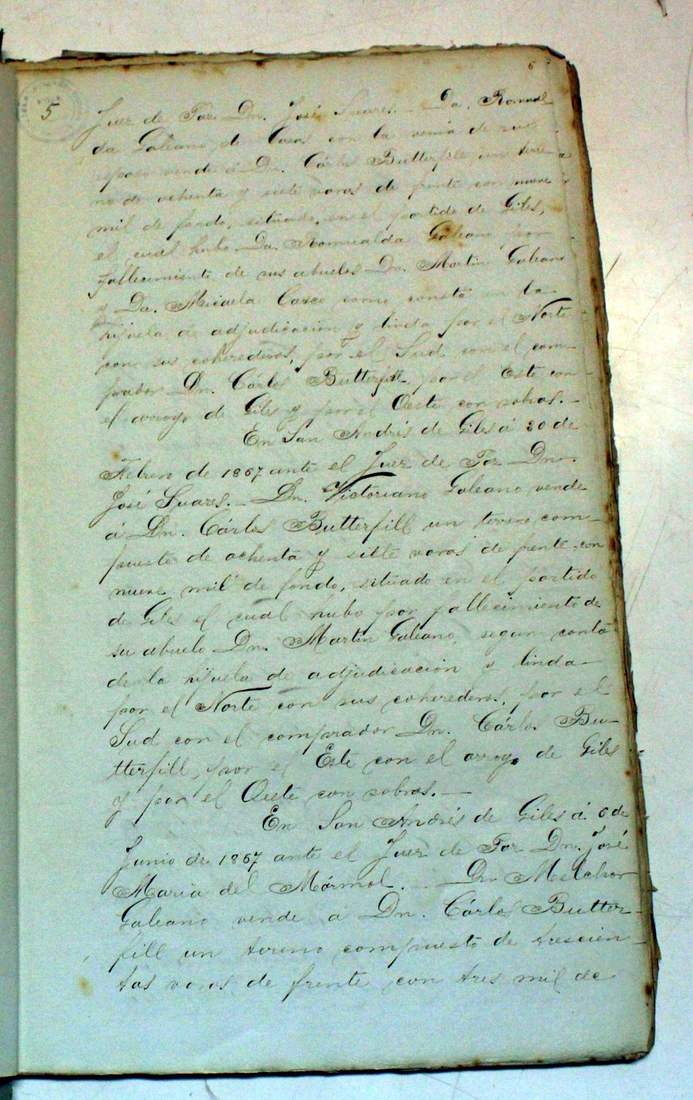 5
6
Juez de Paz Dn. José Suares. - Da. Romual-
da Galeano de Casas con la venia de su
esposo vende á Dn. Cárlos Butterfill un terre-
no de ochenta y siete varas de frente con nueve
mil de fondo, situado en el partido de Giles,
el cual hubo Da. Romualda Galeano por
fallecimiento de sus abuelos Dn. Martin Galeano
y Da. Micaela Casco como consta en la
hijuela de adjudicacion y linda por el Norte
con sus coherederos, por el Sud con el com-
prador Dn. Cárlos Butterfill, por el Este con
el arroyo de Giles y por el Oeste con sobras. -
En San Andrés de Giles á 20 de
Febrero de 1867 ante el Juez de Paz Dn.
José Suares. - Dn. Victoriano Galeano vende
á Dn. Cárlos Butterfill un terreno com-
puesto de ochenta y siete varas de frente con
nueve mil de fondo, situado en el partido
de Giles el cual hubo por fallecimiento de
su abuelo Dn. Martin Galeano, segun consta
de la hijuela de adjudicacion y linda
por el Norte con sus coherederos, por el
Sud con el comprador Dn. Cárlos Bu-
tterfill, por el Este con el arroyo de Giles
y por el Oeste con sobras. -
En San Andrés de Giles á 6 de
Junio de 1867 ante el Juez de Paz Dn. José
Maria del Mármol. - Dn. Melchor
Galeano vende á Dn. Cárlos Butter-
fill un terreno compuesto de trescien-
tas varas de frente con tres mil de